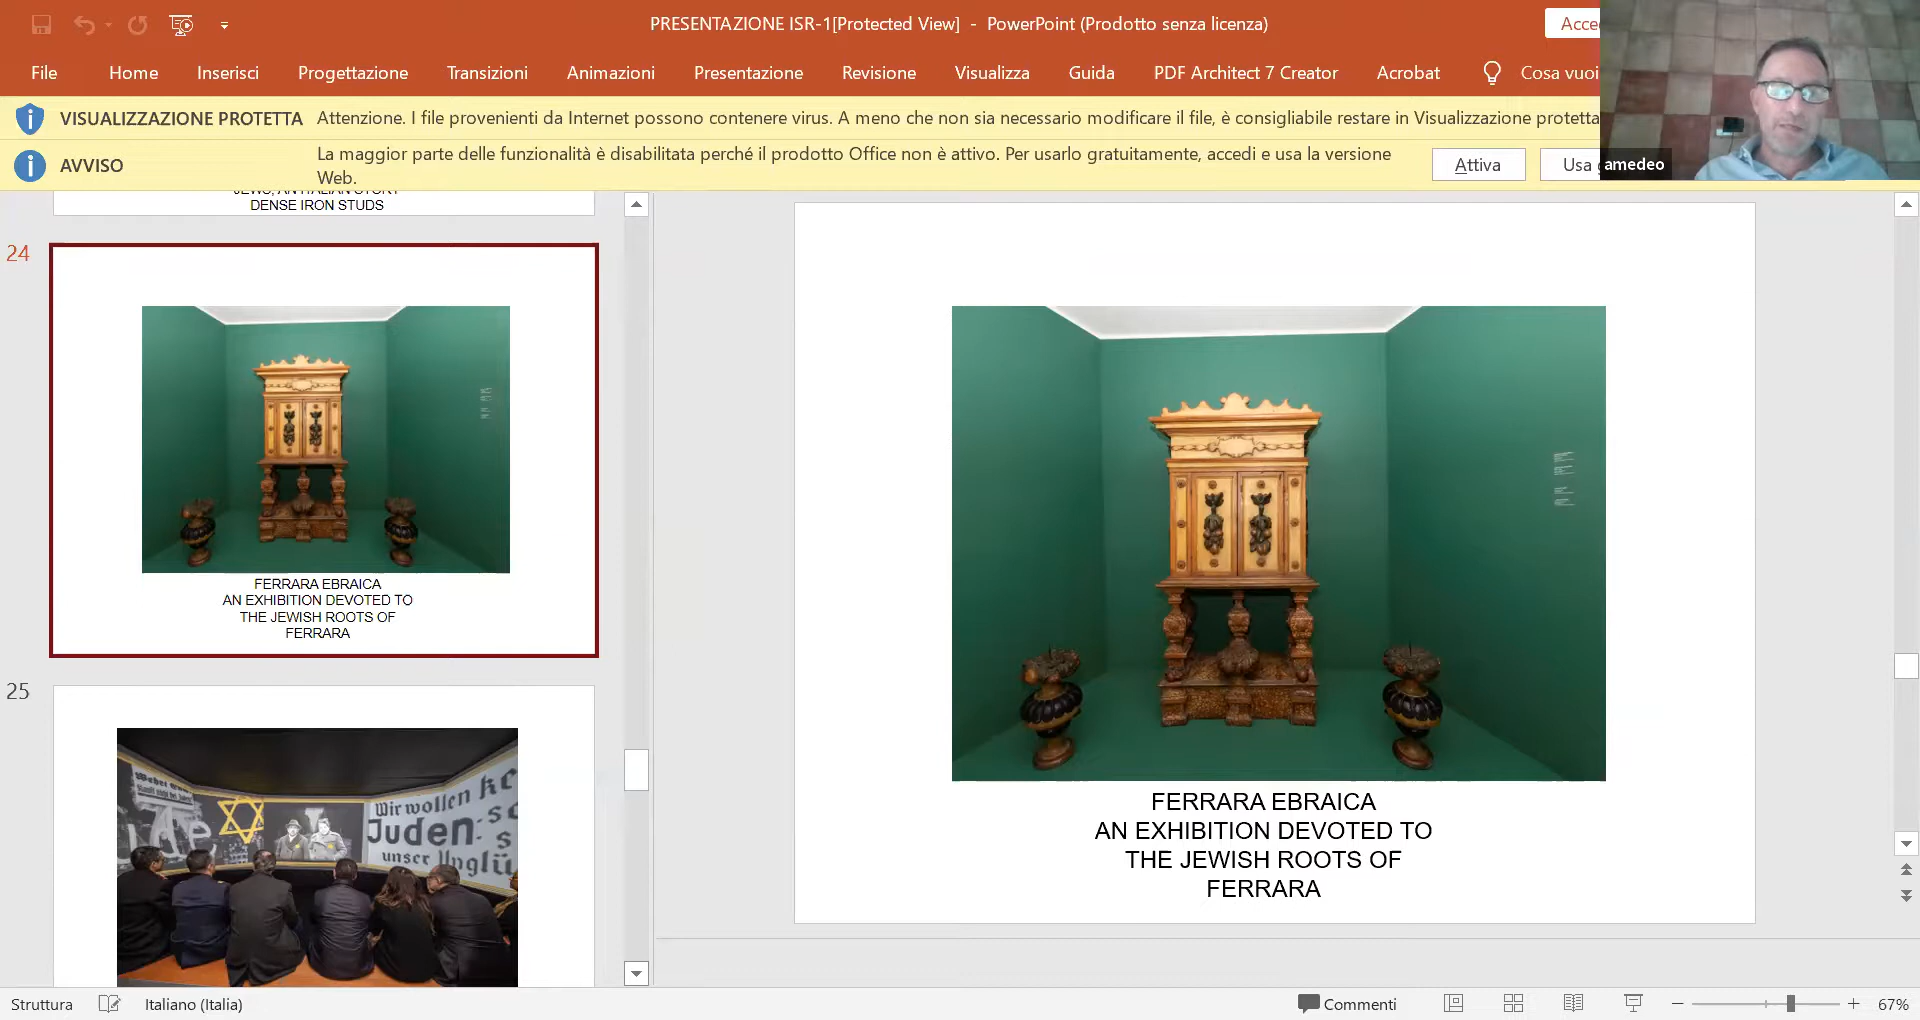 PRESENTAZIONE ISR-1[Protected View] - PowerPoint (Prodotto senza licenza)
File Home Inserisci Progettazione Transizioni Animazioni Presentazione Revisione Visualizza Guida PDF Architect 7 Creator Acrobat Cosa vuoi
VISUALIZZAZIONE PROTETTA Attenzione. I file provenienti da Internet possono contenere virus. A meno che non sia necessario modificare il file, è consigliabile restare in Visualizzazione protetta
AVVISO La maggior parte delle funzionalità è disabilitata perché il prodotto Office non è attivo. Per usarlo gratuitamente, accedi e usa la versione
Web.
Attiva
Usa
amedeo
JEWS, AN ITALIAN STORY
DENSE IRON STUDS
24
FERRARA EBRAICA
AN EXHIBITION DEVOTED TO
THE JEWISH ROOTS OF
FERRARA
25
Wir wollen
Juden
unser
FERRARA EBRAICA
AN EXHIBITION DEVOTED TO
THE JEWISH ROOTS OF
FERRARA
Struttura Italiano (Italia) Commenti 67%